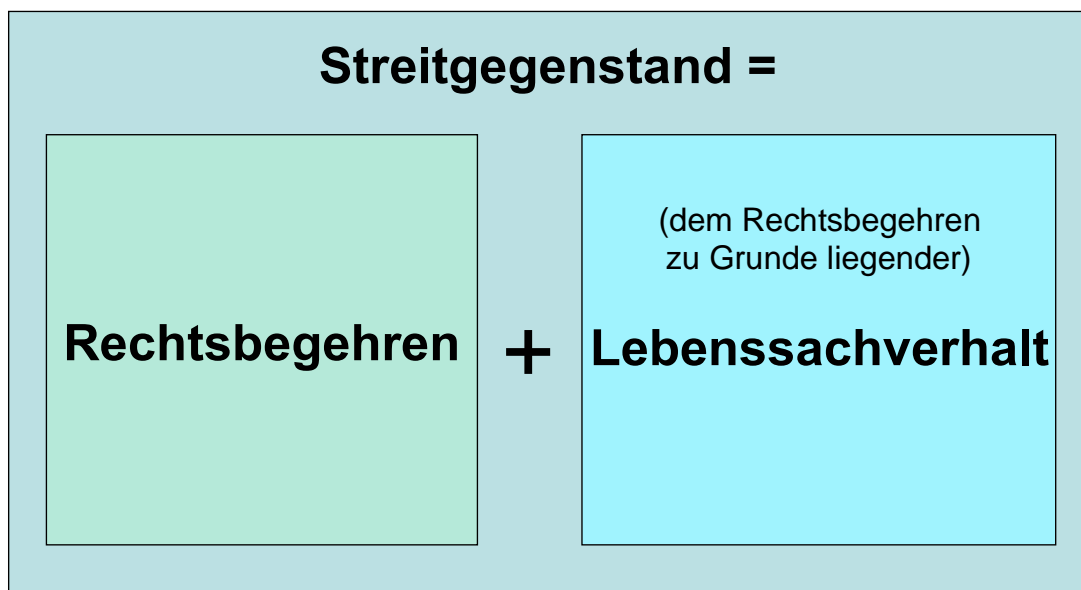 Streitgegenstand =
(dem Rechtsbegehren
zu Grunde liegender)
Rechtsbegehren + Lebenssachverhalt